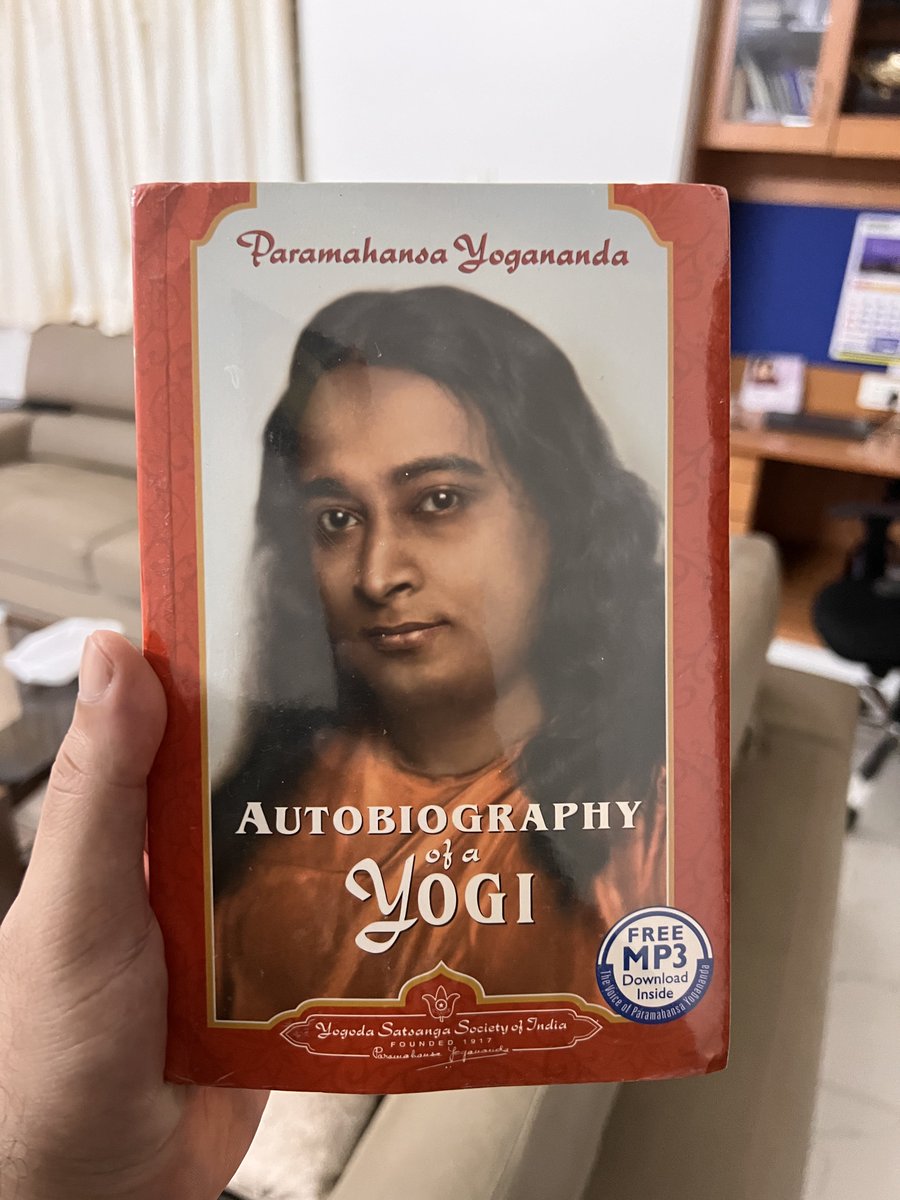 Paramahansa Yogananda
AUTOBIOGRAPHY
of a
YOGI
FREE
MP3
Download
Inside
The Voice of Paramahansa Yogananda
Yogoda Satsanga Society of India
FOUNDED 1917
Paramahansa Yogananda